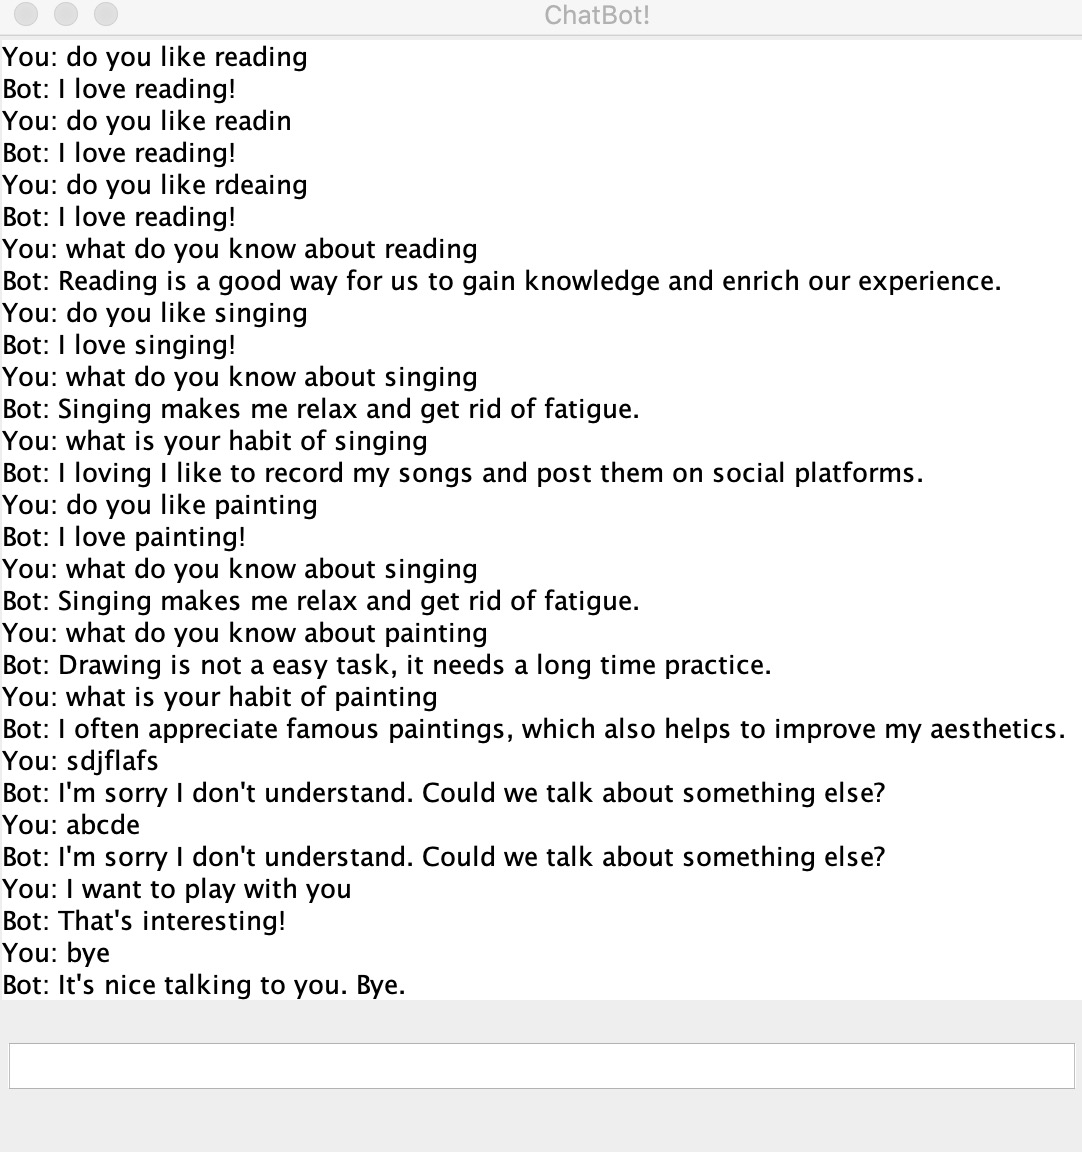 ChatBot!
You: do you like reading
Bot: I love reading!
You: do you like readin
Bot: I love reading!
You: do you like rdeaing
Bot: I love reading!
You: what do you know about reading
Bot: Reading is a good way for us to gain knowledge and enrich our experience.
You: do you like singing
Bot: I love singing!
You: what do you know about singing
Bot: Singing makes me relax and get rid of fatigue.
You: what is your habit of singing
Bot: I loving I like to record my songs and post them on social platforms.
You: do you like painting
Bot: I love painting!
You: what do you know about singing
Bot: Singing makes me relax and get rid of fatigue.
You: what do you know about painting
Bot: Drawing is not a easy task, it needs a long time practice.
You: what is your habit of painting
Bot: I often appreciate famous paintings, which also helps to improve my aesthetics.
You: sdjflafs
Bot: I'm sorry I don't understand. Could we talk about something else?
You: abcde
Bot: I'm sorry I don't understand. Could we talk about something else?
You: I want to play with you
Bot: That's interesting!
You: bye
Bot: It's nice talking to you. Bye.